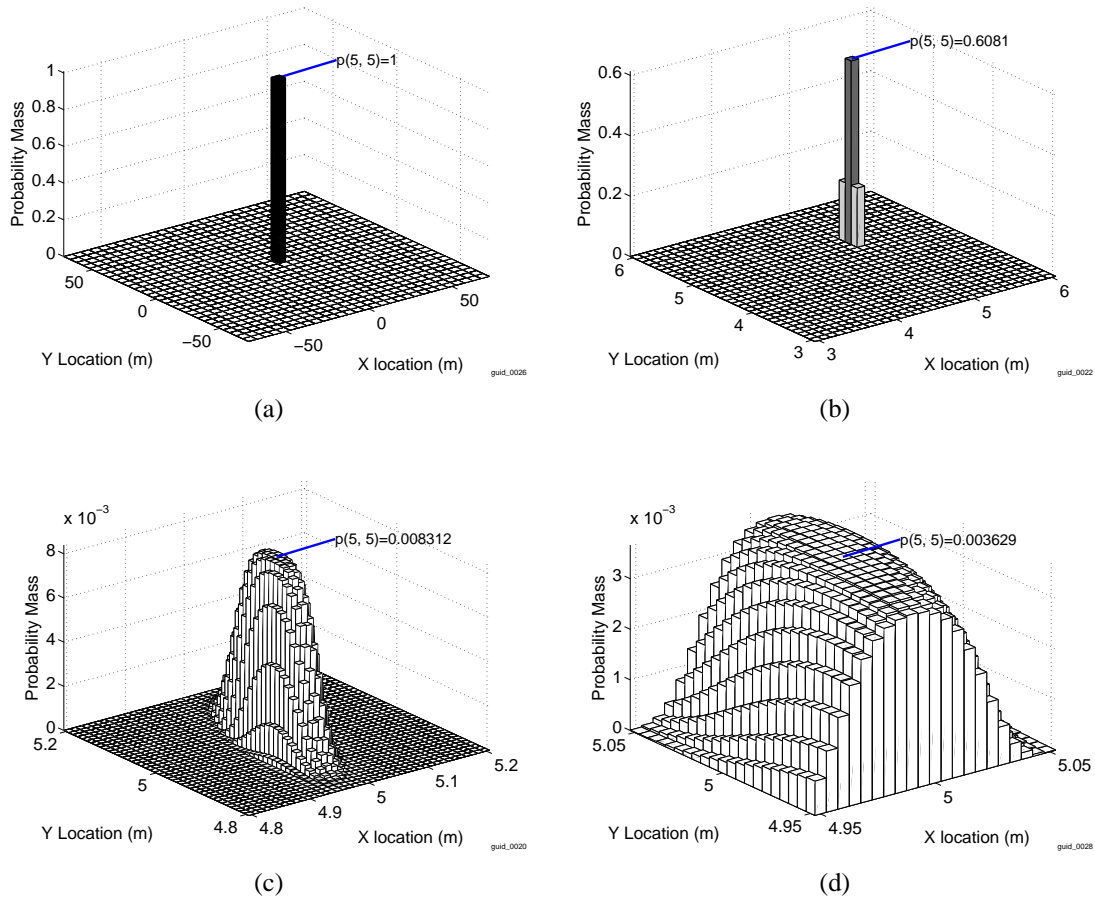 p(5, 5)=1
1
0.8
0.6
0.4
0.2
0
Probability Mass
50
0
−50
Y Location (m)
−50
0
50
X location (m)
guid_0026
(a)
p(5, 5)=0.6081
0.6
0.4
0.2
0
Probability Mass
6
5
4
3
Y Location (m)
3
4
5
6
X location (m)
guid_0022
(b)
x 10−3
p(5, 5)=0.008312
8
6
4
2
0
Probability Mass
5.2
5
4.8
Y Location (m)
4.8
4.9
5
5.1
5.2
X location (m)
guid_0020
(c)
x 10−3
p(5, 5)=0.003629
3
2
1
0
Probability Mass
5.05
5
4.95
Y Location (m)
4.95
5
5.05
X location (m)
guid_0028
(d)